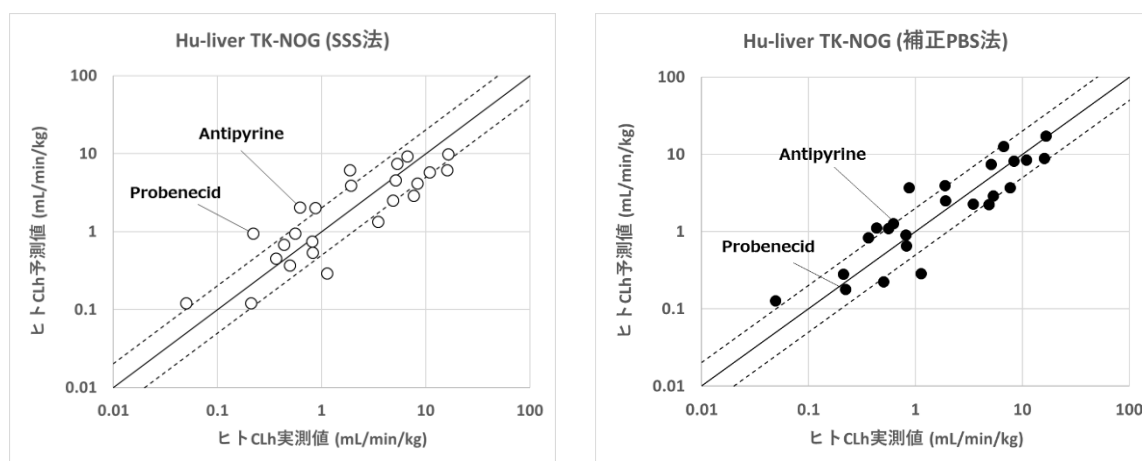 Hu-liver TK-NOG (SSS法)
100
10
1
0.1
0.01
0.01
0.1
1
10
100
ヒトCLh予測値 (mL/min/kg)
ヒトCLh実測値 (mL/min/kg)
Antipyrine
Probenecid
Hu-liver TK-NOG (補正PBS法)
100
10
1
0.1
0.01
0.01
0.1
1
10
100
ヒトCLh予測値 (mL/min/kg)
ヒトCLh実測値 (mL/min/kg)
Antipyrine
Probenecid